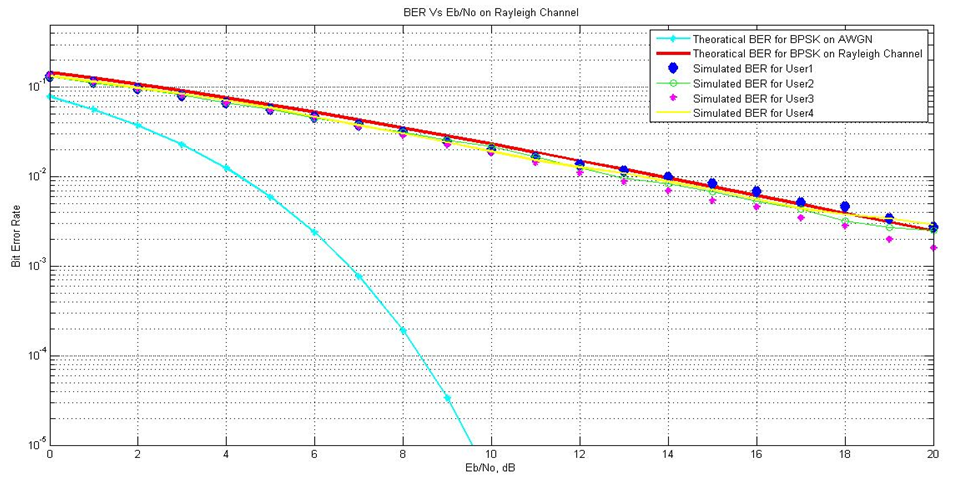 BER Vs Eb/No on Rayleigh Channel
Theoratical BER for BPSK on AWGN
Theoratical BER for BPSK on Rayleigh Channel
Simulated BER for User1
Simulated BER for User2
Simulated BER for User3
Simulated BER for User4
Bit Error Rate
10^-1
10^-2
10^-3
10^-4
10^-5
0 2 4 6 8 10 12 14 16 18 20
Eb/No, dB